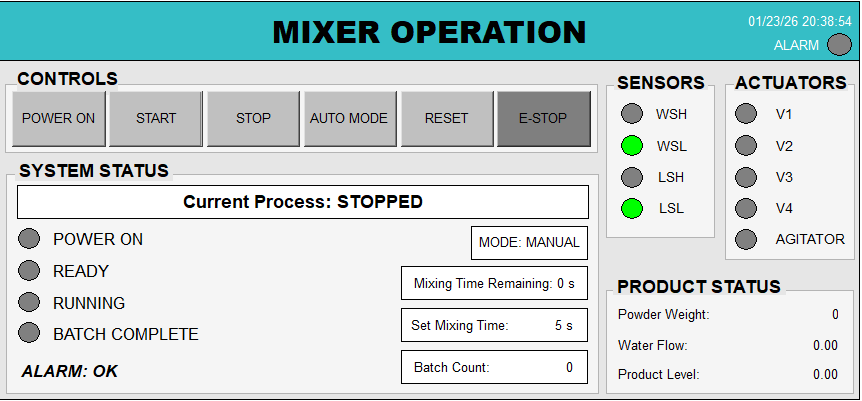 MIXER OPERATION
01/23/26 20:38:54
ALARM
CONTROLS
POWER ON
START
STOP
AUTO MODE
RESET
E-STOP
SYSTEM STATUS
Current Process: STOPPED
POWER ON
READY
RUNNING
BATCH COMPLETE
ALARM: OK
MODE: MANUAL
Mixing Time Remaining: 0 s
Set Mixing Time: 5 s
Batch Count: 0
SENSORS
WSH
WSL
LSH
LSL
ACTUATORS
V1
V2
V3
V4
AGITATOR
PRODUCT STATUS
Powder Weight: 0
Water Flow: 0.00
Product Level: 0.00